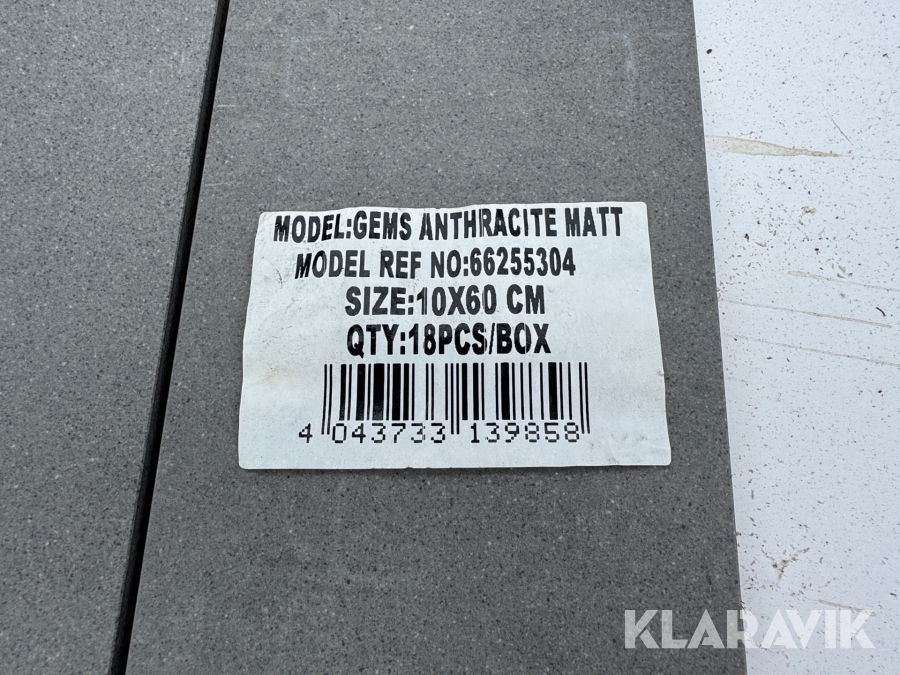 MODEL:GEMS ANTHRACITE MATT
MODEL REF NO:66255304
SIZE:10X60 CM
QTY:18PCS/BOX
4 043733 139858
KLARAVIK